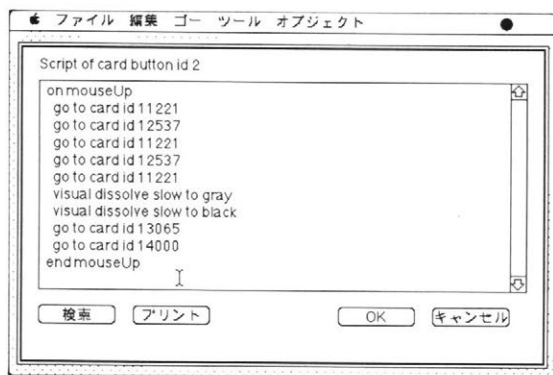 ファイル 編集 ゴー ツール オブジェクト
Script of card button id 2
on mouseUp
go to card id 11221
go to card id 12537
go to card id 11221
go to card id 12537
go to card id 11221
visual dissolve slow to gray
visual dissolve slow to black
go to card id 13065
go to card id 14000
end mouseUp
検索 プリント OK キャンセル